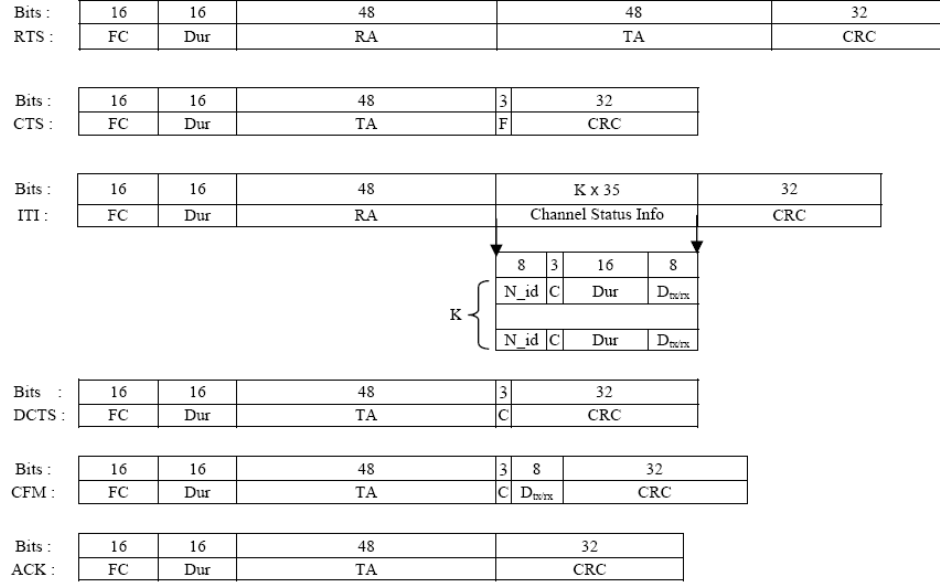 Bits : 16 16 48 48 32
RTS : FC Dur RA TA CRC
Bits : 16 16 48 3 32
CTS : FC Dur TA F CRC
Bits : 16 16 48 K x 35 32
ITI : FC Dur RA Channel Status Info CRC
8 3 16 8
N_id C Dur Dtx/rx
K
N_id C Dur Dtx/rx
Bits : 16 16 48 3 32
DCTS : FC Dur TA C CRC
Bits : 16 16 48 3 8 32
CFM : FC Dur TA C Dtx/rx CRC
Bits : 16 16 48 32
ACK : FC Dur TA CRC